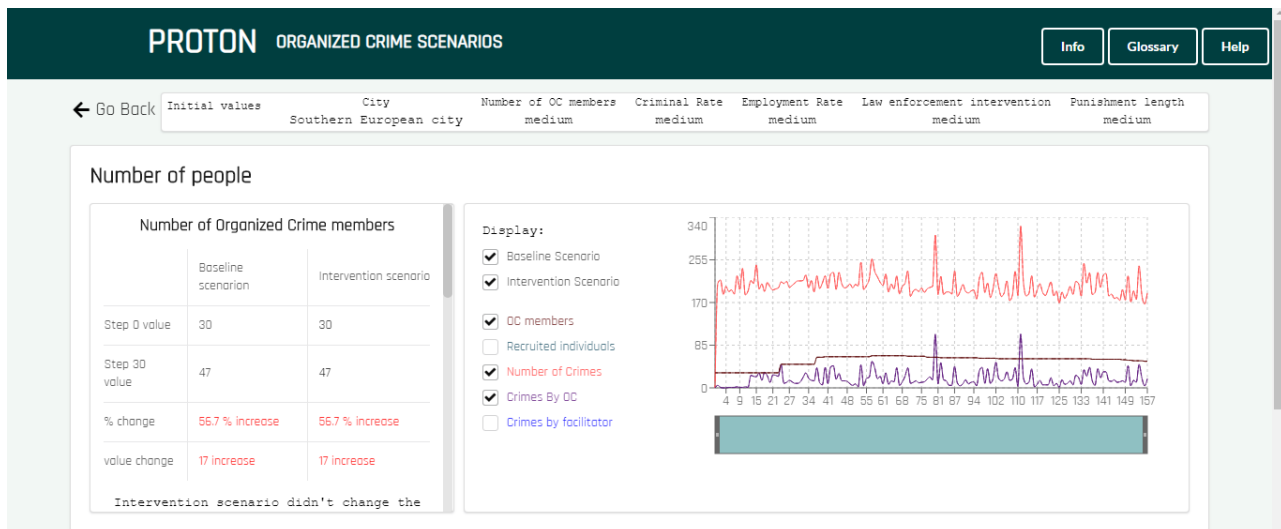 PROTON ORGANIZED CRIME SCENARIOS
Info Glossary Help
Go Back
Initial values
City
Southern European city
Number of OC members
medium
Criminal Rate
medium
Employment Rate
medium
Law enforcement intervention
medium
Punishment length
medium
Number of people
Number of Organized Crime members
Baseline
scenarion
Intervention scenario
Step 0 value 30 30
Step 30
value
47 47
% change 56.7 % increase 56.7 % increase
value change 17 increase 17 increase
Intervention scenario didn't change the
Display:
Baseline Scenario
Intervention Scenario
OC members
Recruited individuals
Number of Crimes
Crimes By OC
Crimes by facilitator
340
255
170
85
0
4 9 15 21 27 34 41 48 55 61 68 75 81 87 94 102 110 117 125 133 141 149 157